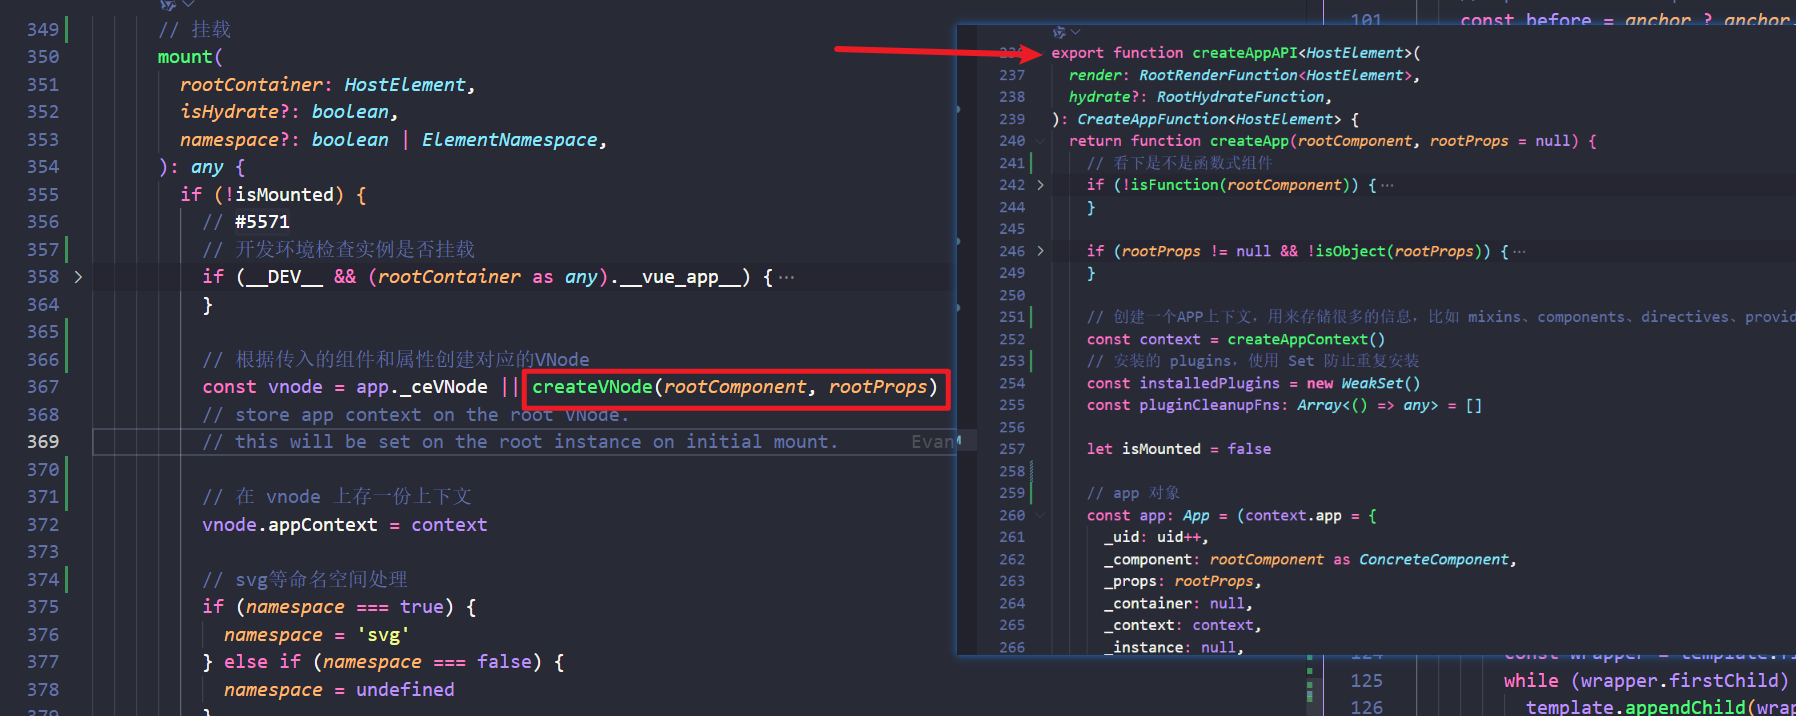 349 // 挂载
350 mount(
351 rootContainer: HostElement,
352 isHydrate?: boolean,
353 namespace?: boolean | ElementNamespace,
354 ): any {
355 if (!isMounted) {
356 // #5571
357 // 开发环境检查实例是否挂载
358 if (__DEV__ && (rootContainer as any).__vue_app__) {···
364 }
365
366 // 根据传入的组件和属性创建对应的VNode
367 const vnode = app._ceVNode || createVNode(rootComponent, rootProps)
368 // store app context on the root VNode.
369 // this will be set on the root instance on initial mount. Evan
370
371 // 在 vnode 上存一份上下文
372 vnode.appContext = context
373
374 // svg等命名空间处理
375 if (namespace === true) {
376 namespace = 'svg'
377 } else if (namespace === false) {
378 namespace = undefined
379 }
101 const before = anchor ? anchor.
export function createAppAPI<HostElement>(
237 render: RootRenderFunction<HostElement>,
238 hydrate?: RootHydrateFunction,
239 ): CreateAppFunction<HostElement> {
240 return function createApp(rootComponent, rootProps = null) {
241 // 看下是不是函数式组件
242 if (!isFunction(rootComponent)) {···
244 }
245
246 if (rootProps != null && !isObject(rootProps)) {···
249 }
250
251 // 创建一个APP上下文，用来存储很多的信息，比如 mixins、components、directives、provid
252 const context = createAppContext()
253 // 安装的 plugins，使用 Set 防止重复安装
254 const installedPlugins = new WeakSet()
255 const pluginCleanupFns: Array<() => any> = []
256
257 let isMounted = false
258
259 // app 对象
260 const app: App = (context.app = {
261 _uid: uid++,
262 _component: rootComponent as ConcreteComponent,
263 _props: rootProps,
264 _container: null,
265 _context: context,
266 _instance: null,
124 const wrapper = template.fi
125 while (wrapper.firstChild)
126 template.appendChild(wrap